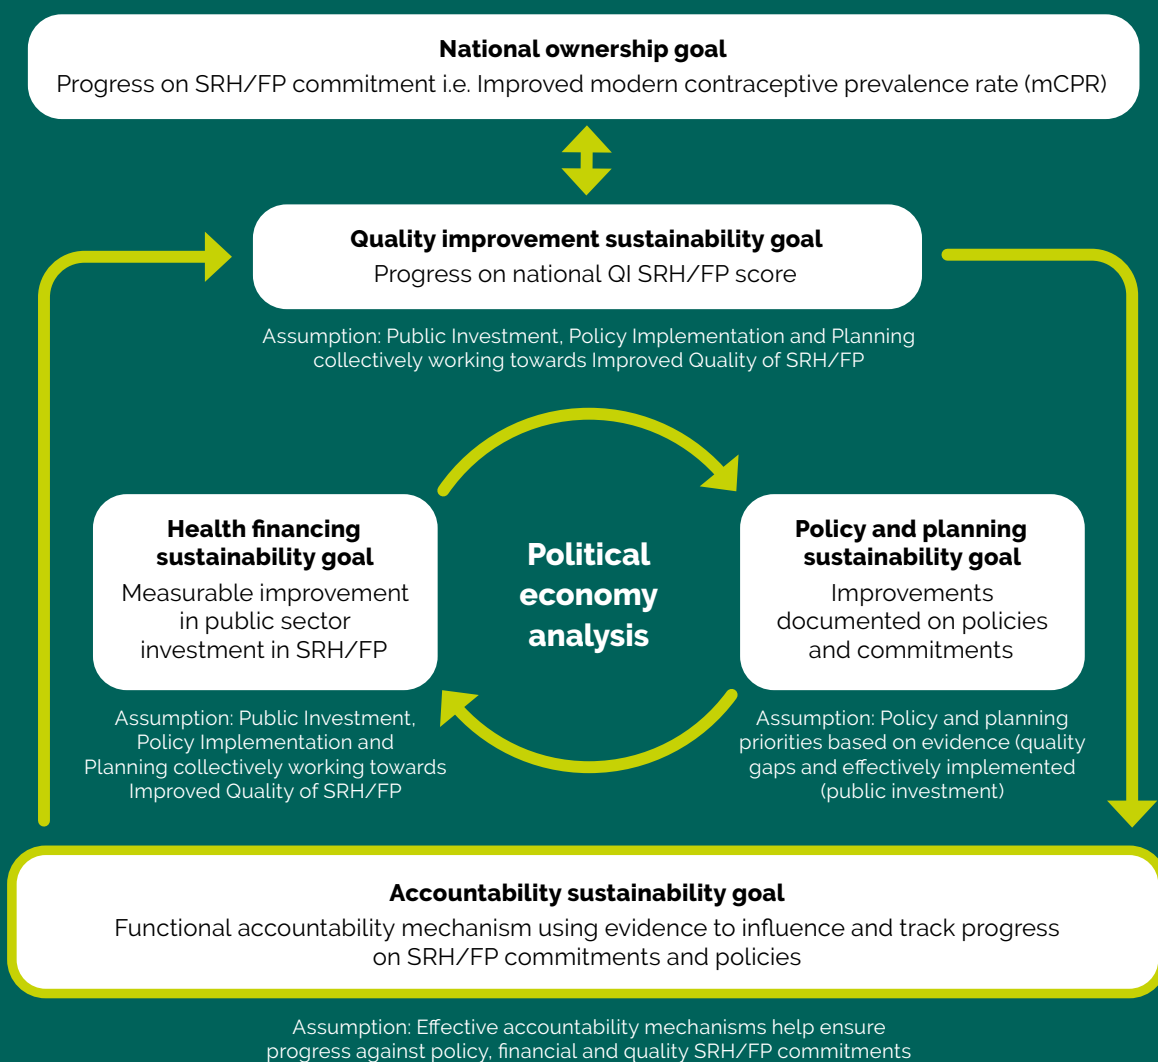 National ownership goal
Progress on SRH/FP commitment i.e. Improved modern contraceptive prevalence rate (mCPR)
Quality improvement sustainability goal
Progress on national QI SRH/FP score
Assumption: Public Investment, Policy Implementation and Planning
collectively working towards Improved Quality of SRH/FP
Health financing
sustainability goal
Measurable improvement
in public sector
investment in SRH/FP
Assumption: Public Investment,
Policy Implementation and
Planning collectively working towards
Improved Quality of SRH/FP
Political
economy
analysis
Policy and planning
sustainability goal
Improvements
documented on policies
and commitments
Assumption: Policy and planning
priorities based on evidence (quality
gaps and effectively implemented
(public investment)
Accountability sustainability goal
Functional accountability mechanism using evidence to influence and track progress
on SRH/FP commitments and policies
Assumption: Effective accountability mechanisms help ensure
progress against policy, financial and quality SRH/FP commitments